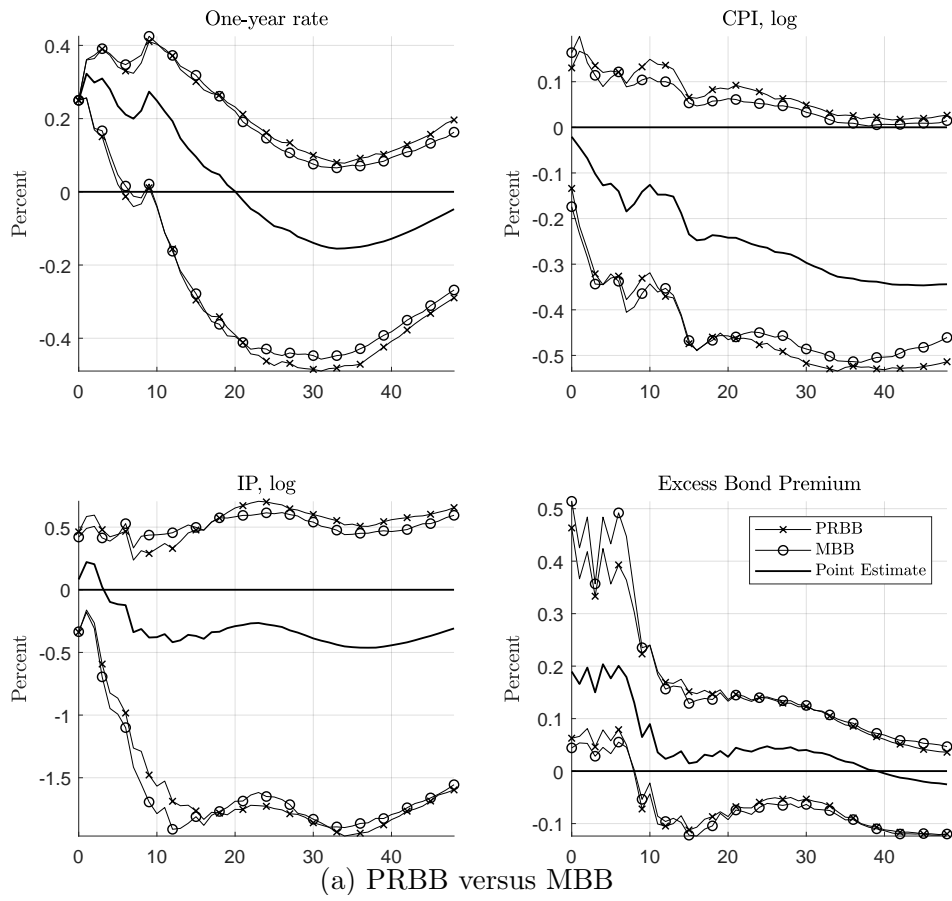 One-year rate
Percent
0.4
0.2
0
-0.2
-0.4
0 10 20 30 40
CPI, log
Percent
0.1
0
-0.1
-0.2
-0.3
-0.4
-0.5
0 10 20 30 40
IP, log
Percent
0.5
0
-0.5
-1
-1.5
0 10 20 30 40
Excess Bond Premium
Percent
0.5
0.4
0.3
0.2
0.1
0
-0.1
0 10 20 30 40
PRBB
MBB
Point Estimate
(a) PRBB versus MBB